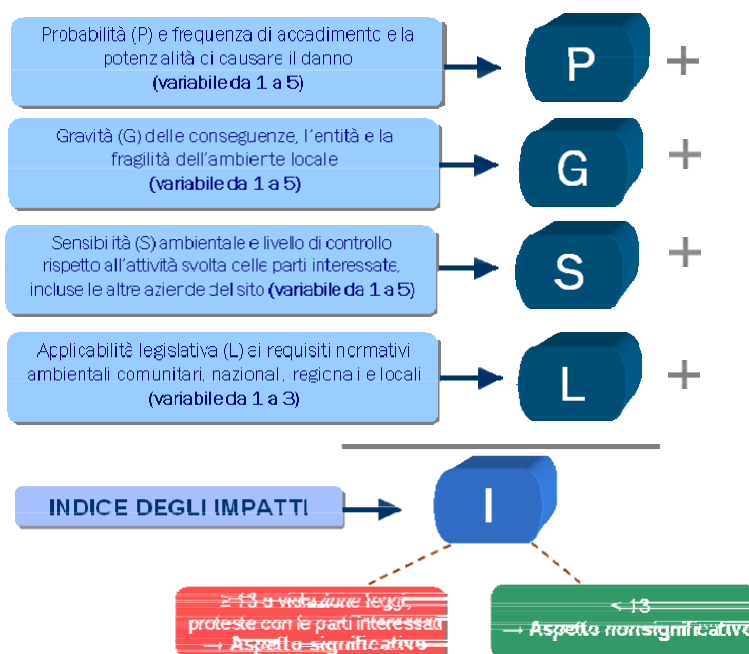 Probabilità (P) e frequenza di accadimento e la
potenzalità di causare il danno
(variabile da 1 a 5)
P +
Gravità (G) delle conseguenze, l'entità e la
fragilità dell'ambierte locale
(variabile da 1 a 5)
G +
Sensibilità (S) ambientale e livello di controllo
rispetto all'attività svolta celle parti interessate,
incluse le altre aziende del sito (variabile da 1 a 5)
S +
Applicabilità legislativa (L) ai requisiti normativi
ambientali comunitari, nazionali, regionali e locali
(variabile da 1 a 3)
L +
INDICE DEGLI IMPATTI
I
≥ 13 o violazione leggi,
proteste con le parti interessati
→ Aspetto significativo
< 13
→ Aspetto non significativo